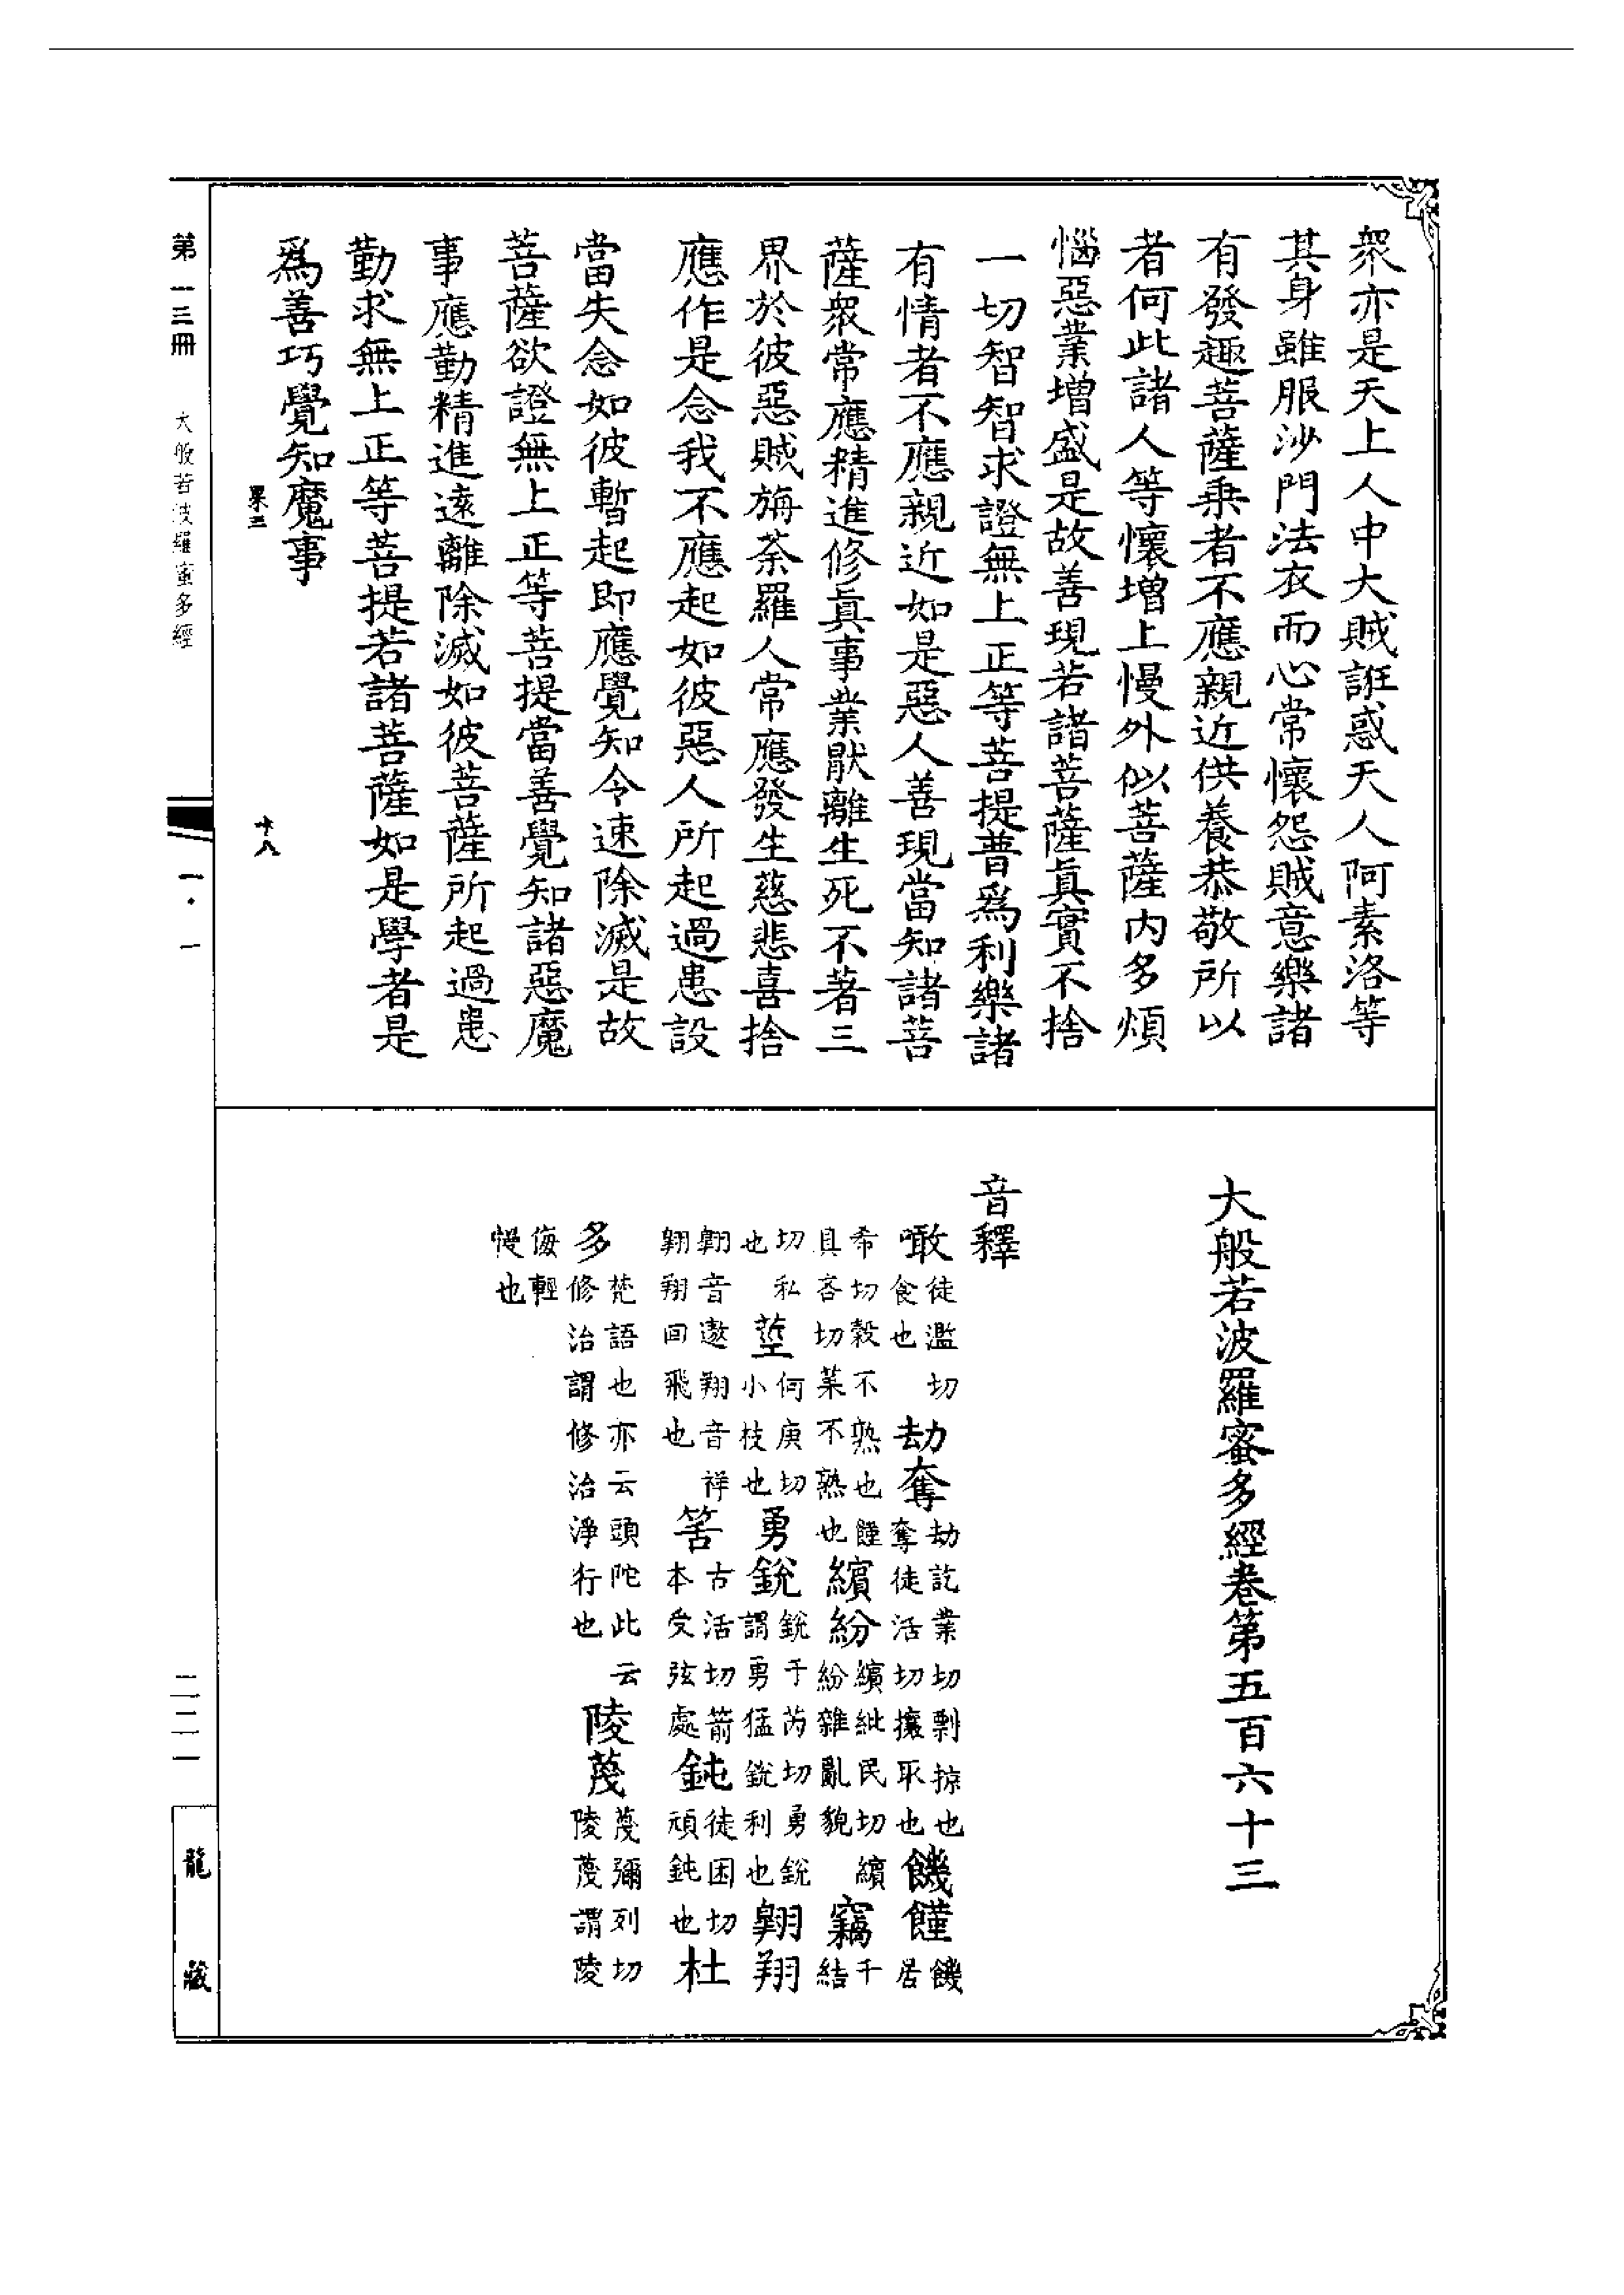 衆亦是天上人中大賊誑惑天人阿素洛等
其身雖服沙門法衣而心常懷怨賊意樂諸
有發趣菩薩乗者不應親近供養恭敬所以
者何此諸人等懷增上慢外似菩薩内多煩
惱惡業增盛是故善現若諸菩薩眞實不捨
一切智智求證無上正等菩提普爲利樂諸
有情者不應親近如是惡人善現當知諸菩
薩衆常應精進修眞事業猒離生死不著三
界於彼惡賊旃荼羅人常應發生慈悲喜捨
應作是念我不應起如彼惡人所起過患設
當失念如彼暫起即應覺知令速除滅是故
菩薩欲證無上正等菩提當善覺知諸惡魔
事應勤精進遠離除滅如彼菩薩所起過患
勤求無上正等菩提若諸菩薩如是學者是
爲善巧覺知魔事
果三
十八
大般若波羅蜜多經卷第五百六十三
音釋
噉徒濫切食也劫奪劫訖業切剽掠也奪徒活切攘取也饑饉饑居
希切穀不熟也饉具吝切菜不熟也繽紛繽紕民切繽紛雜亂貌竊千結
切私也莖何庚切小枝也勇銳銳于芮切勇銳謂勇猛銳利也翺翔
翺音遨翔音祥翺翔回飛也筈古活切箭本受弦處鈍徒困切頑鈍也杜
多梵語也亦云頭陀此云修治謂修治淨行也陵蔑蔑彌列切陵蔑謂陵
侮輕慢也
第一三冊 大般若波羅蜜多經
一·一
二二一
龍藏